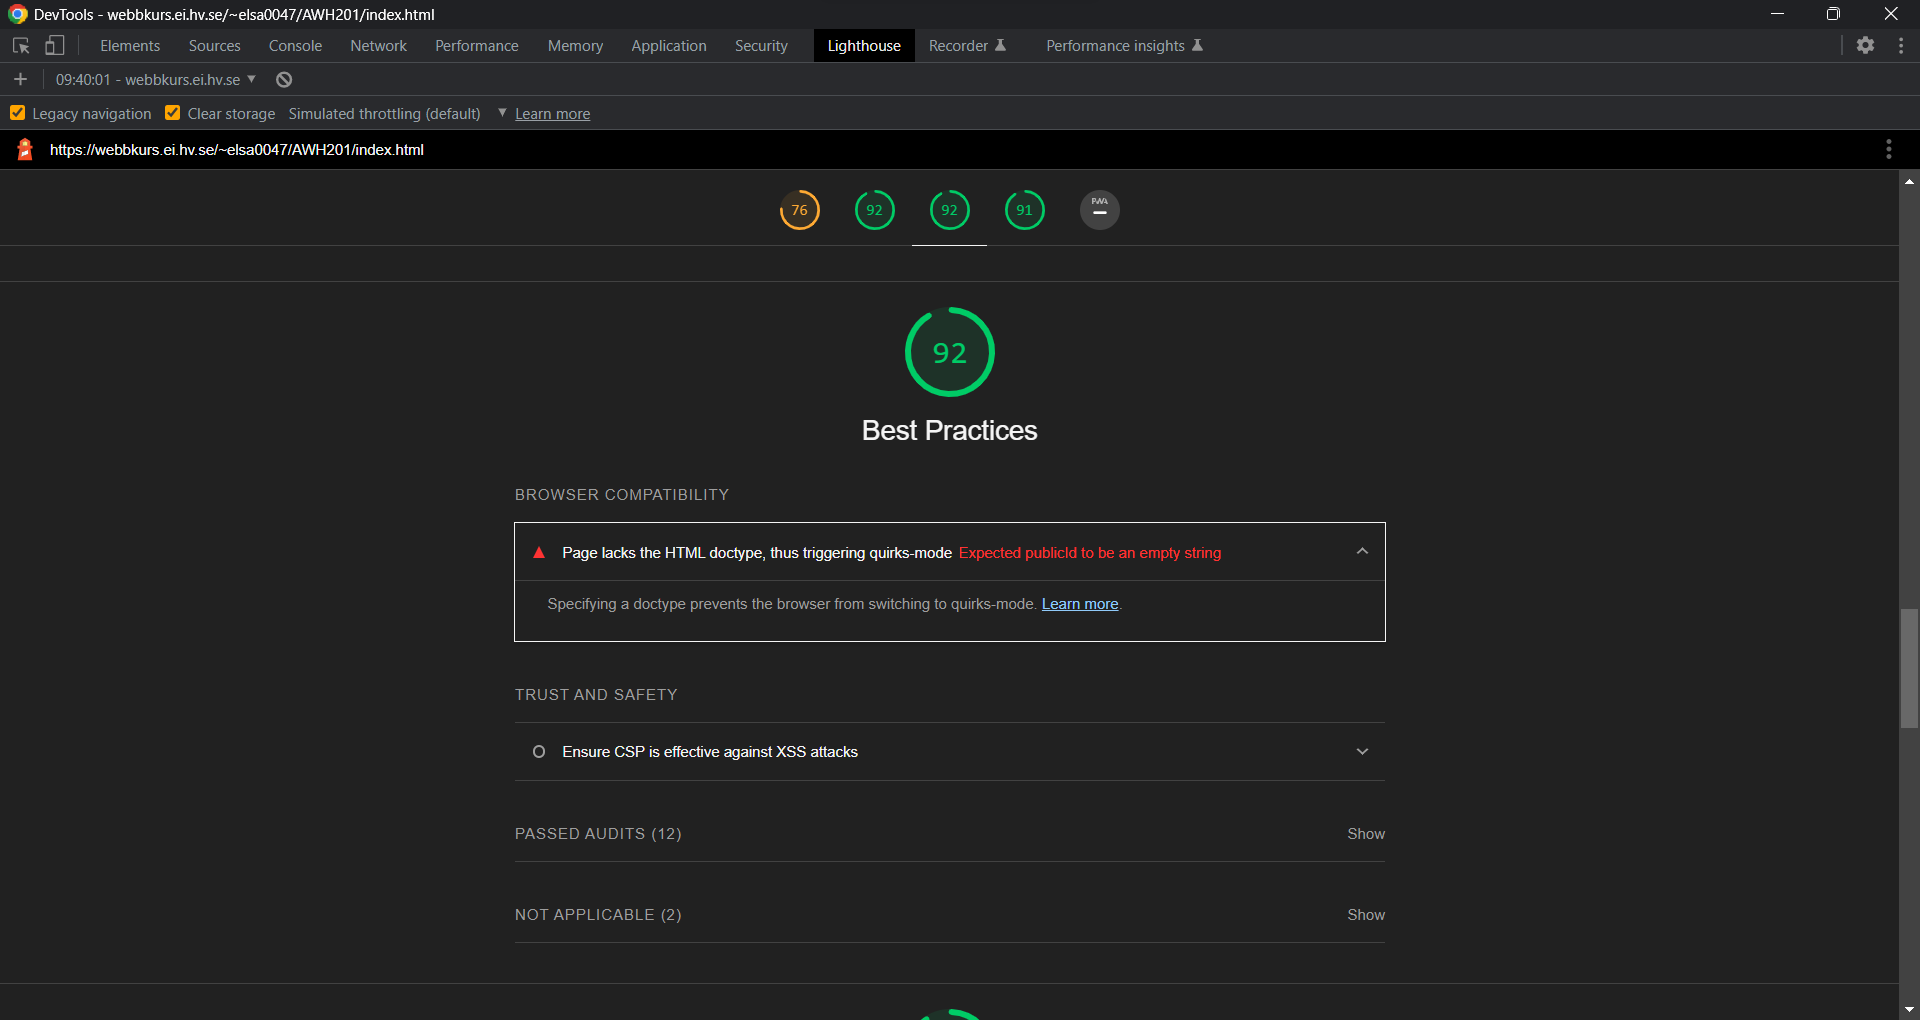 DevTools - webbkurs.ei.hv.se/~elsa0047/AWH201/index.html
Elements Sources Console Network Performance Memory Application Security Lighthouse Recorder Performance insights
09:40:01 - webbkurs.ei.hv.se
Legacy navigation Clear storage Simulated throttling (default) Learn more
https://webbkurs.ei.hv.se/~elsa0047/AWH201/index.html
76 92 92 91 PWA
92
Best Practices
BROWSER COMPATIBILITY
Page lacks the HTML doctype, thus triggering quirks-mode Expected publicId to be an empty string
Specifying a doctype prevents the browser from switching to quirks-mode. Learn more.
TRUST AND SAFETY
Ensure CSP is effective against XSS attacks
PASSED AUDITS (12) Show
NOT APPLICABLE (2) Show